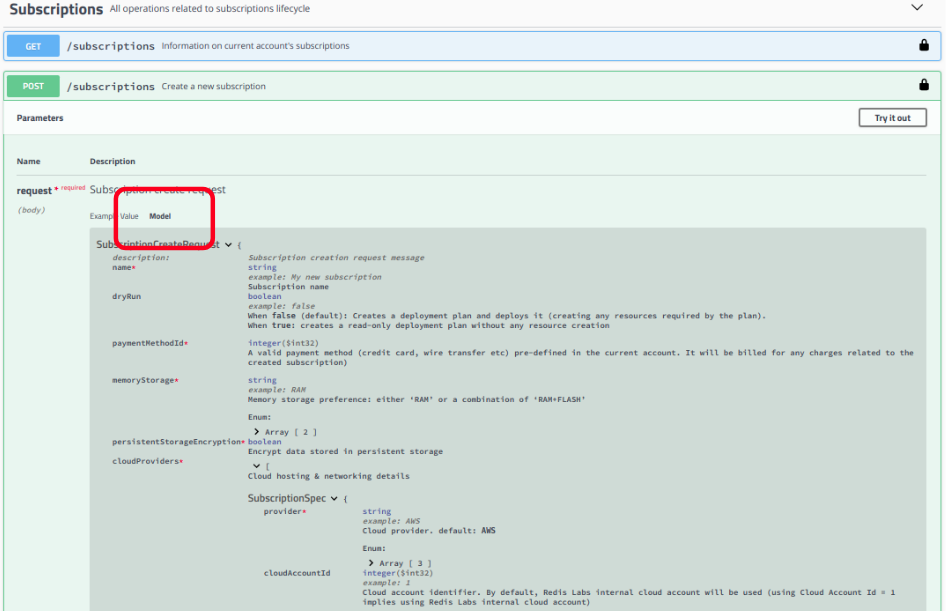 Subscriptions All operations related to subscriptions lifecycle
GET /subscriptions Information on current account's subscriptions
POST /subscriptions Create a new subscription
Parameters Try it out
Name Description
request * required Subscription create request
(body)
Example Value Model
SubscriptionCreateRequest {
description: Subscription creation request message
name* string
example: My new subscription
Subscription name
dryRun boolean
example: false
When false (default): Creates a deployment plan and deploys it (creating any resources required by the plan).
When true: creates a read-only deployment plan without any resource creation
paymentMethodId* integer($int32)
A valid payment method (credit card, wire transfer etc) pre-defined in the current account. It will be billed for any charges related to the
created subscription)
memoryStorage* string
example: RAM
Memory storage preference: either ‘RAM’ or a combination of ‘RAM+FLASH’
Enum:
Array [ 2 ]
persistentStorageEncryption* boolean
Encrypt data stored in persistent storage
cloudProviders* [
Cloud hosting & networking details
SubscriptionSpec {
provider* string
example: AWS
Cloud provider. default: AWS
Enum:
Array [ 3 ]
cloudAccountId integer($int32)
example: 1
Cloud account identifier. By default, Redis Labs internal cloud account will be used (using Cloud Account Id = 1
implies using Redis Labs internal cloud account)